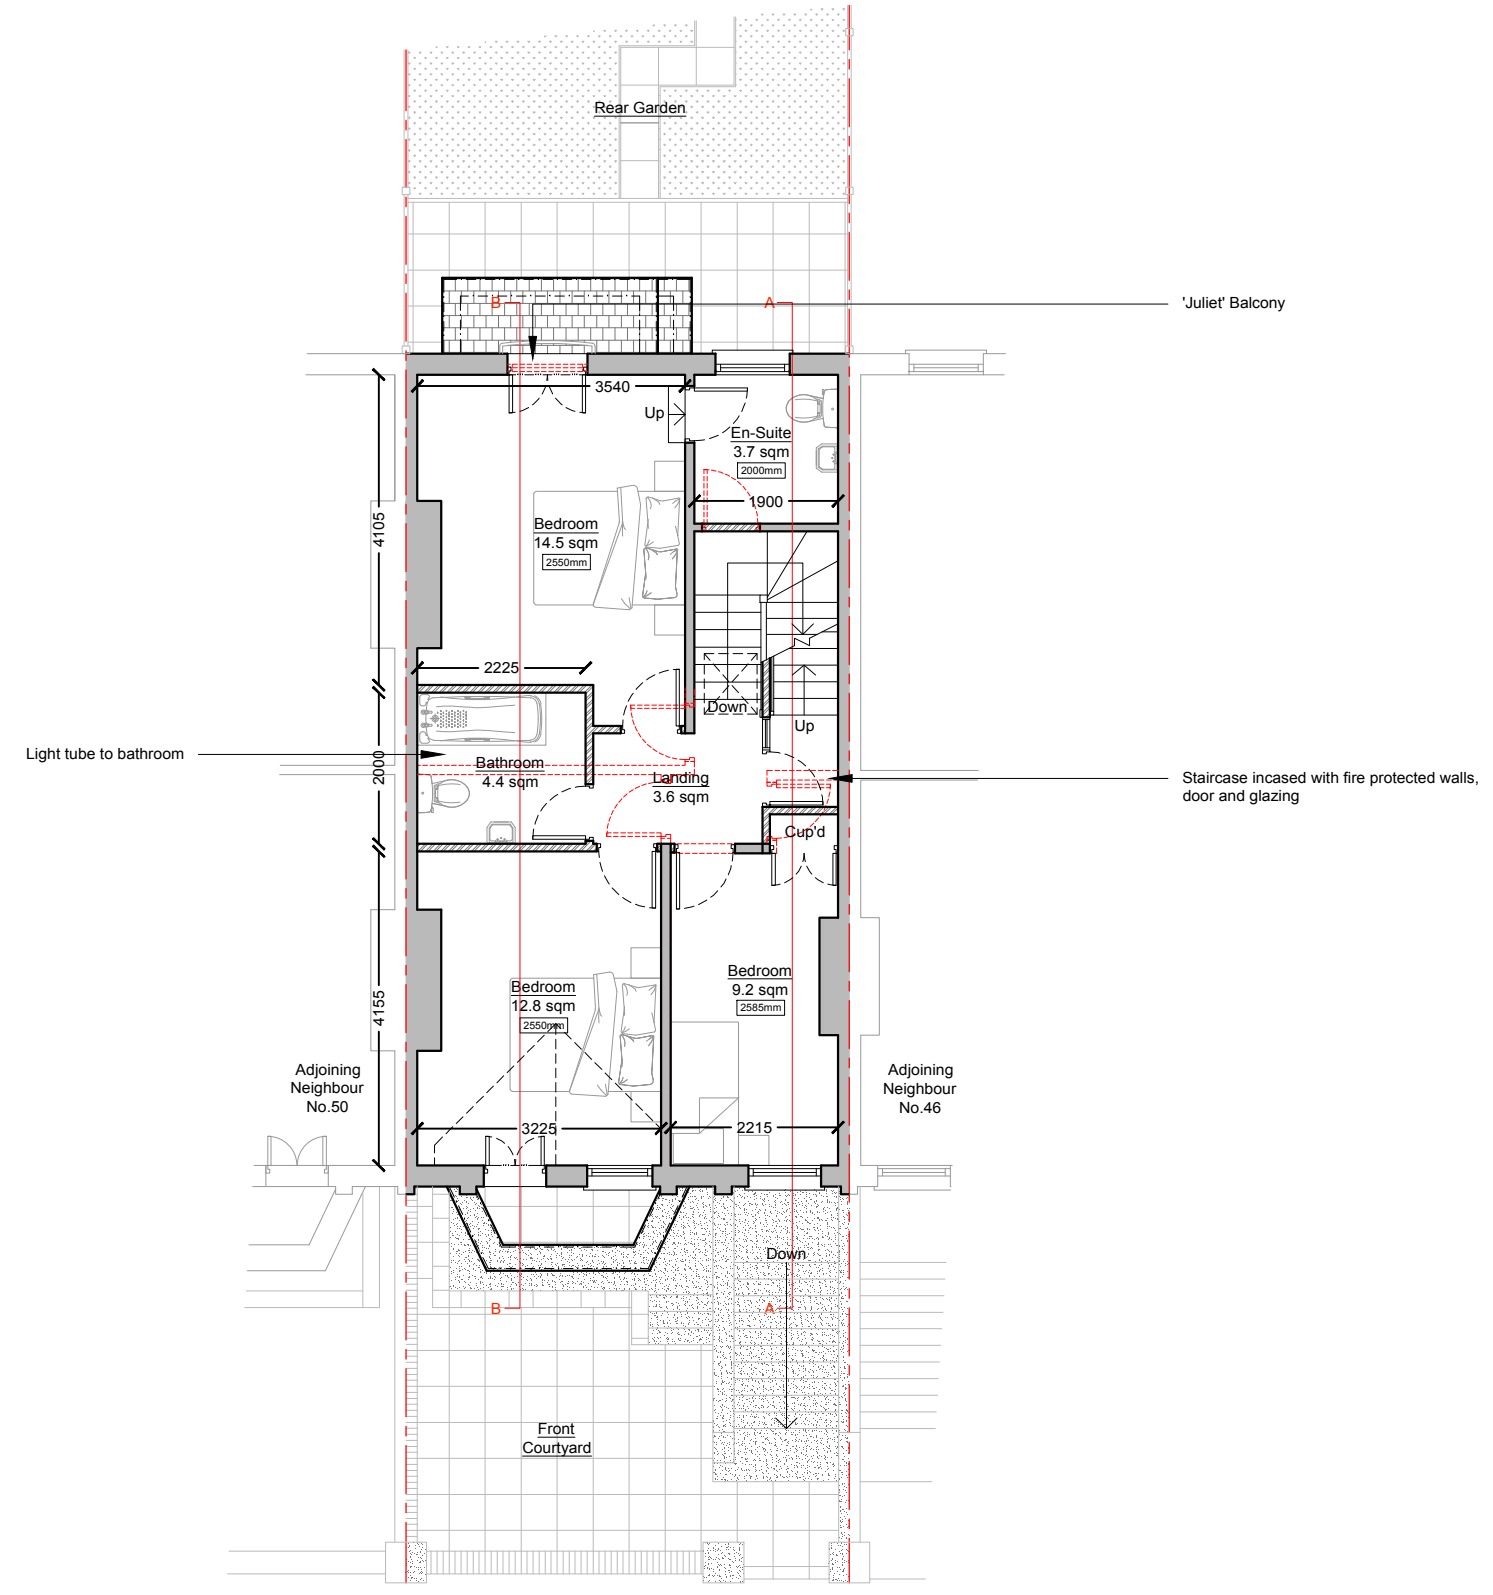 Rear Garden
B
A
'Juliet' Balcony
3540
Up
En-Suite
3.7 sqm
2000mm
1900
4105
Bedroom
14.5 sqm
2550mm
2225
Down
Up
Light tube to bathroom
2000
Bathroom
4.4 sqm
Landing
3.6 sqm
Staircase incased with fire protected walls,
door and glazing
Cup'd
4155
Bedroom
12.8 sqm
2550mm
Bedroom
9.2 sqm
2585mm
Adjoining
Neighbour
No.50
Adjoining
Neighbour
No.46
3225
2215
Down
B
A
Front
Courtyard